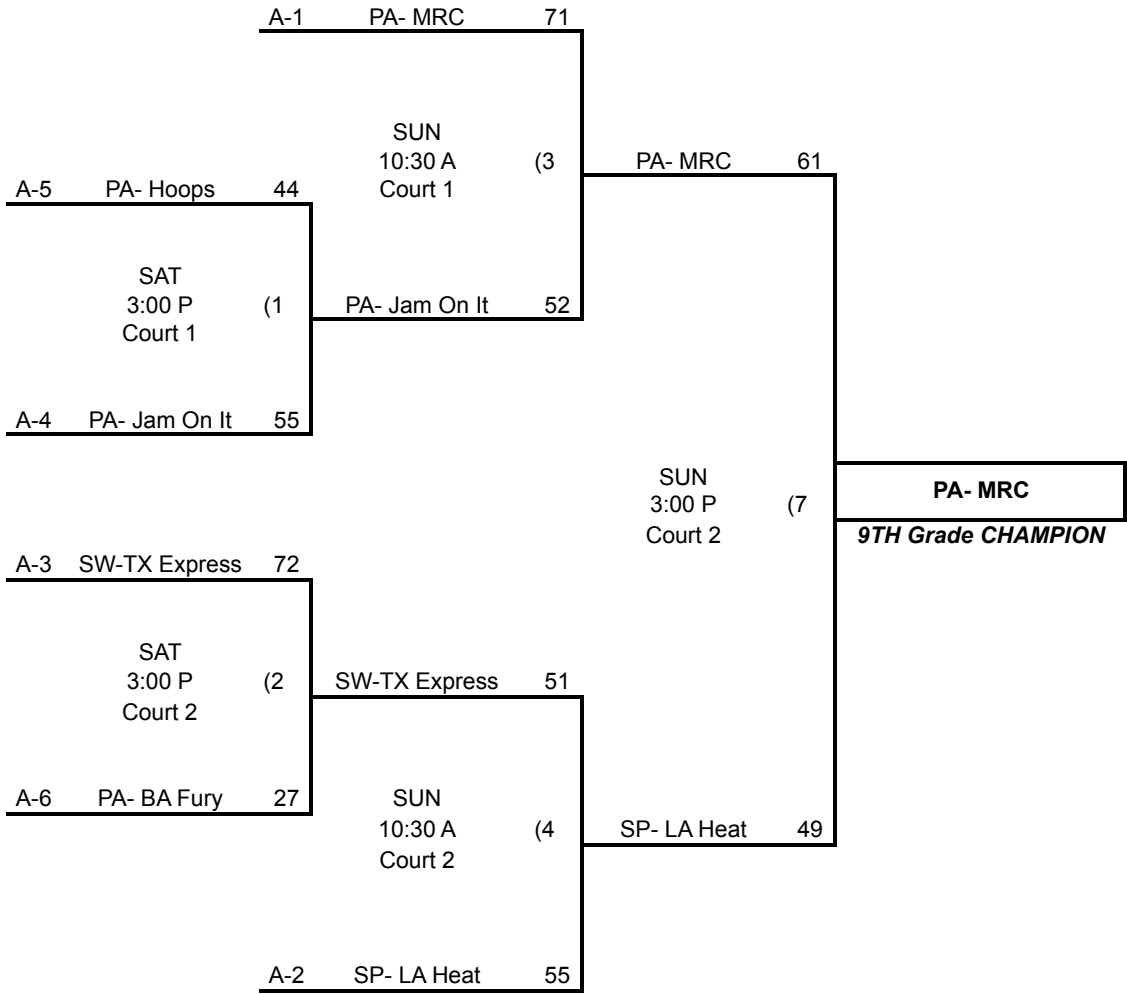 A-1 PA- MRC 71
SUN
10:30 A (3
Court 1
PA- MRC 61
A-5 PA- Hoops 44
SAT
3:00 P (1
Court 1
PA- Jam On It 52
A-4 PA- Jam On It 55
SUN
3:00 P (7
Court 2
PA- MRC
9TH Grade CHAMPION
A-3 SW-TX Express 72
SAT
3:00 P (2
Court 2
SW-TX Express 51
A-6 PA- BA Fury 27
SUN
10:30 A (4
Court 2
SP- LA Heat 49
A-2 SP- LA Heat 55